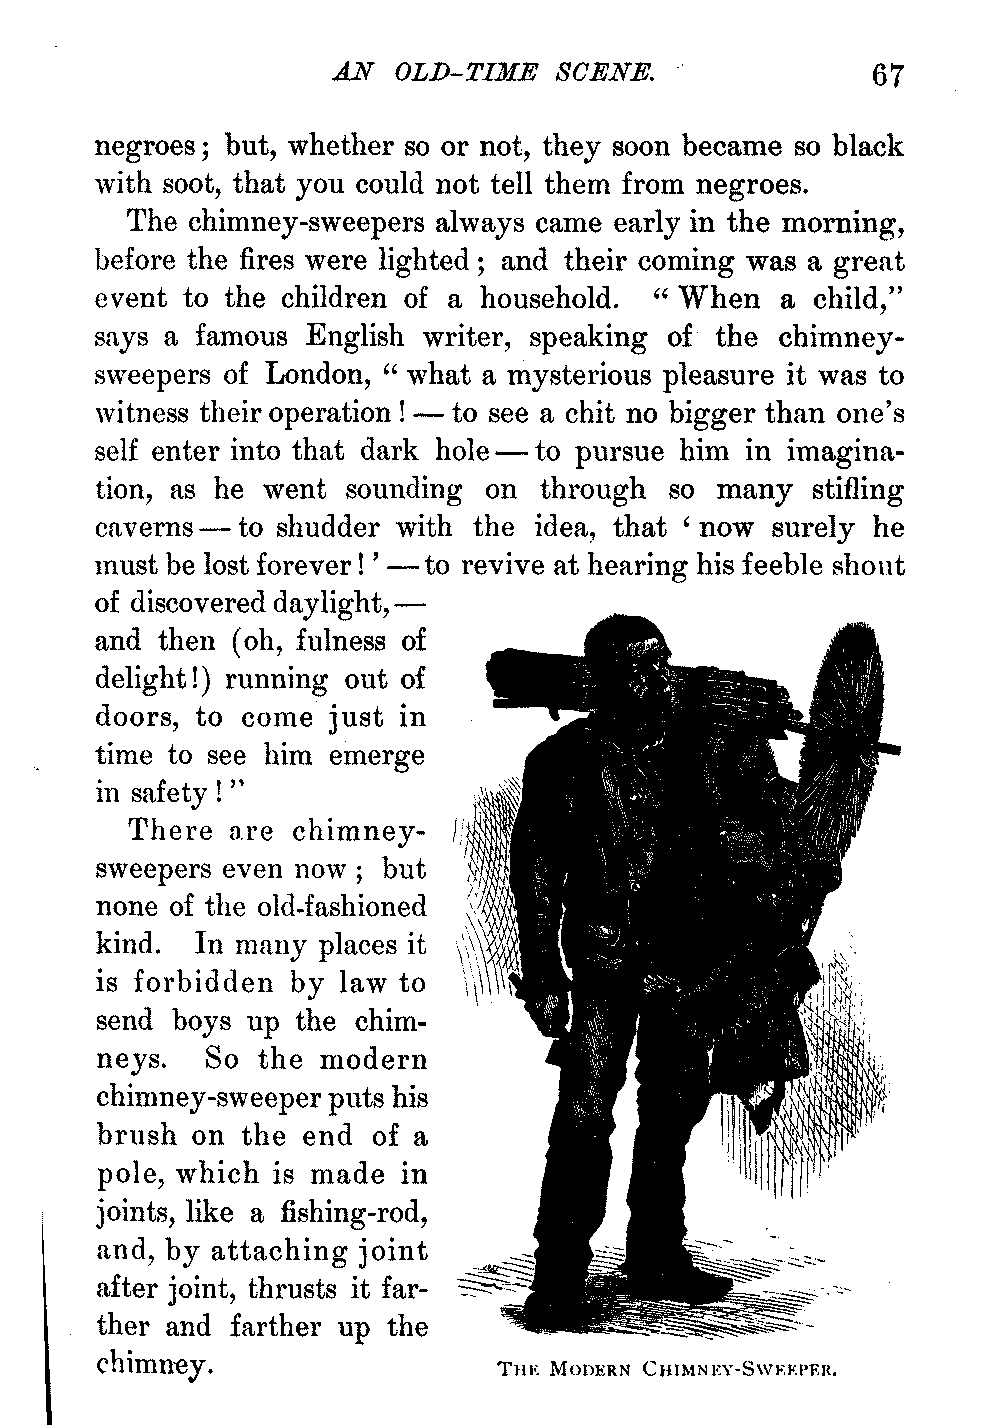 AN OLD-TIME SCENE. 67
negroes; but, whether so or not, they soon became so black
with soot, that you could not tell them from negroes.
The chimney-sweepers always came early in the morning,
before the fires were lighted; and their coming was a great
event to the children of a household. “When a child,”
says a famous English writer, speaking of the chimney-
sweepers of London, “what a mysterious pleasure it was to
witness their operation! — to see a chit no bigger than one’s
self enter into that dark hole — to pursue him in imagina-
tion, as he went sounding on through so many stifling
caverns — to shudder with the idea, that ‘now surely he
must be lost forever!’ — to revive at hearing his feeble shout
of discovered daylight, —
and then (oh, fulness of
delight!) running out of
doors, to come just in
time to see him emerge
in safety!”
There are chimney-
sweepers even now; but
none of the old-fashioned
kind. In many places it
is forbidden by law to
send boys up the chim-
neys. So the modern
chimney-sweeper puts his
brush on the end of a
pole, which is made in
joints, like a fishing-rod,
and, by attaching joint
after joint, thrusts it far-
ther and farther up the
chimney.
THE MODERN CHIMNEY-SWEEPER.